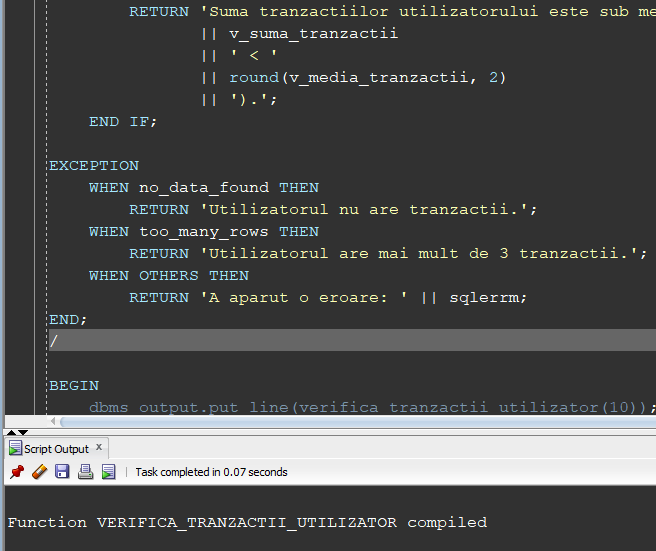 RETURN 'Suma tranzactiilor utilizatorului este sub
|| v_suma_tranzactii
|| ' < '
|| round(v_media_tranzactii, 2)
|| ').';
END IF;
EXCEPTION
WHEN no_data_found THEN
RETURN 'Utilizatorul nu are tranzactii.';
WHEN too_many_rows THEN
RETURN 'Utilizatorul are mai mult de 3 tranzactii.';
WHEN OTHERS THEN
RETURN 'A aparut o eroare: ' || sqlerrm;
END;
/
BEGIN
dbms_output.put_line(verifica_tranzactii_utilizator(10));
Script Output x
Task completed in 0.07 seconds
Function VERIFICA_TRANZACTII_UTILIZATOR compiled